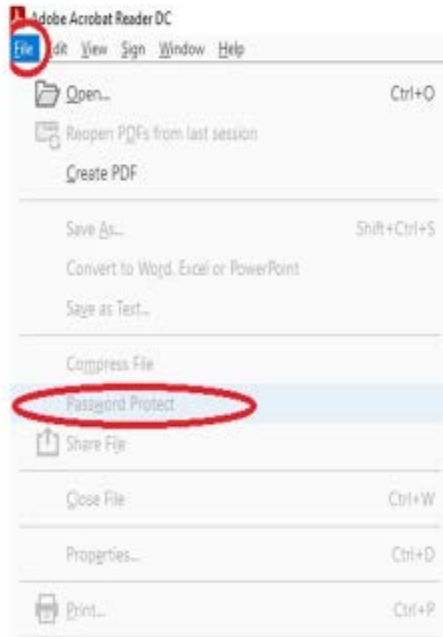 Adobe Acrobat Reader DC
File Edit View Sign Window Help
Open... Ctrl+O
Reopen PDFs from last session
Create PDF
Save As... Shift+Ctrl+S
Convert to Word, Excel or PowerPoint
Save as Text...
Compress File
Password Protect
Share File
Close File Ctrl+W
Properties... Ctrl+D
Print... Ctrl+P